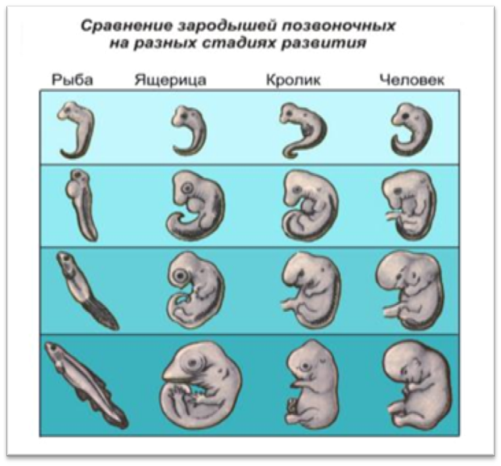 Сравнение зародышей позвоночных
на разных стадиях развития
Рыба Ящерица Кролик Человек